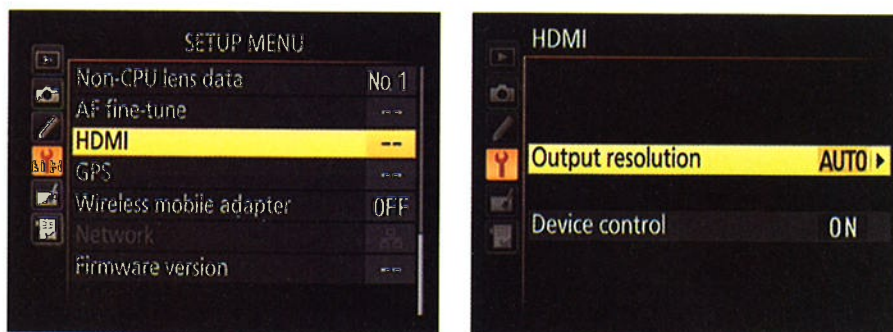 SETUP MENU
Non-CPU lens data No. 1
AF fine-tune --
HDMI --
GPS --
Wireless mobile adapter OFF
Network
Firmware version --
HDMI
Output resolution AUTO
Device control ON